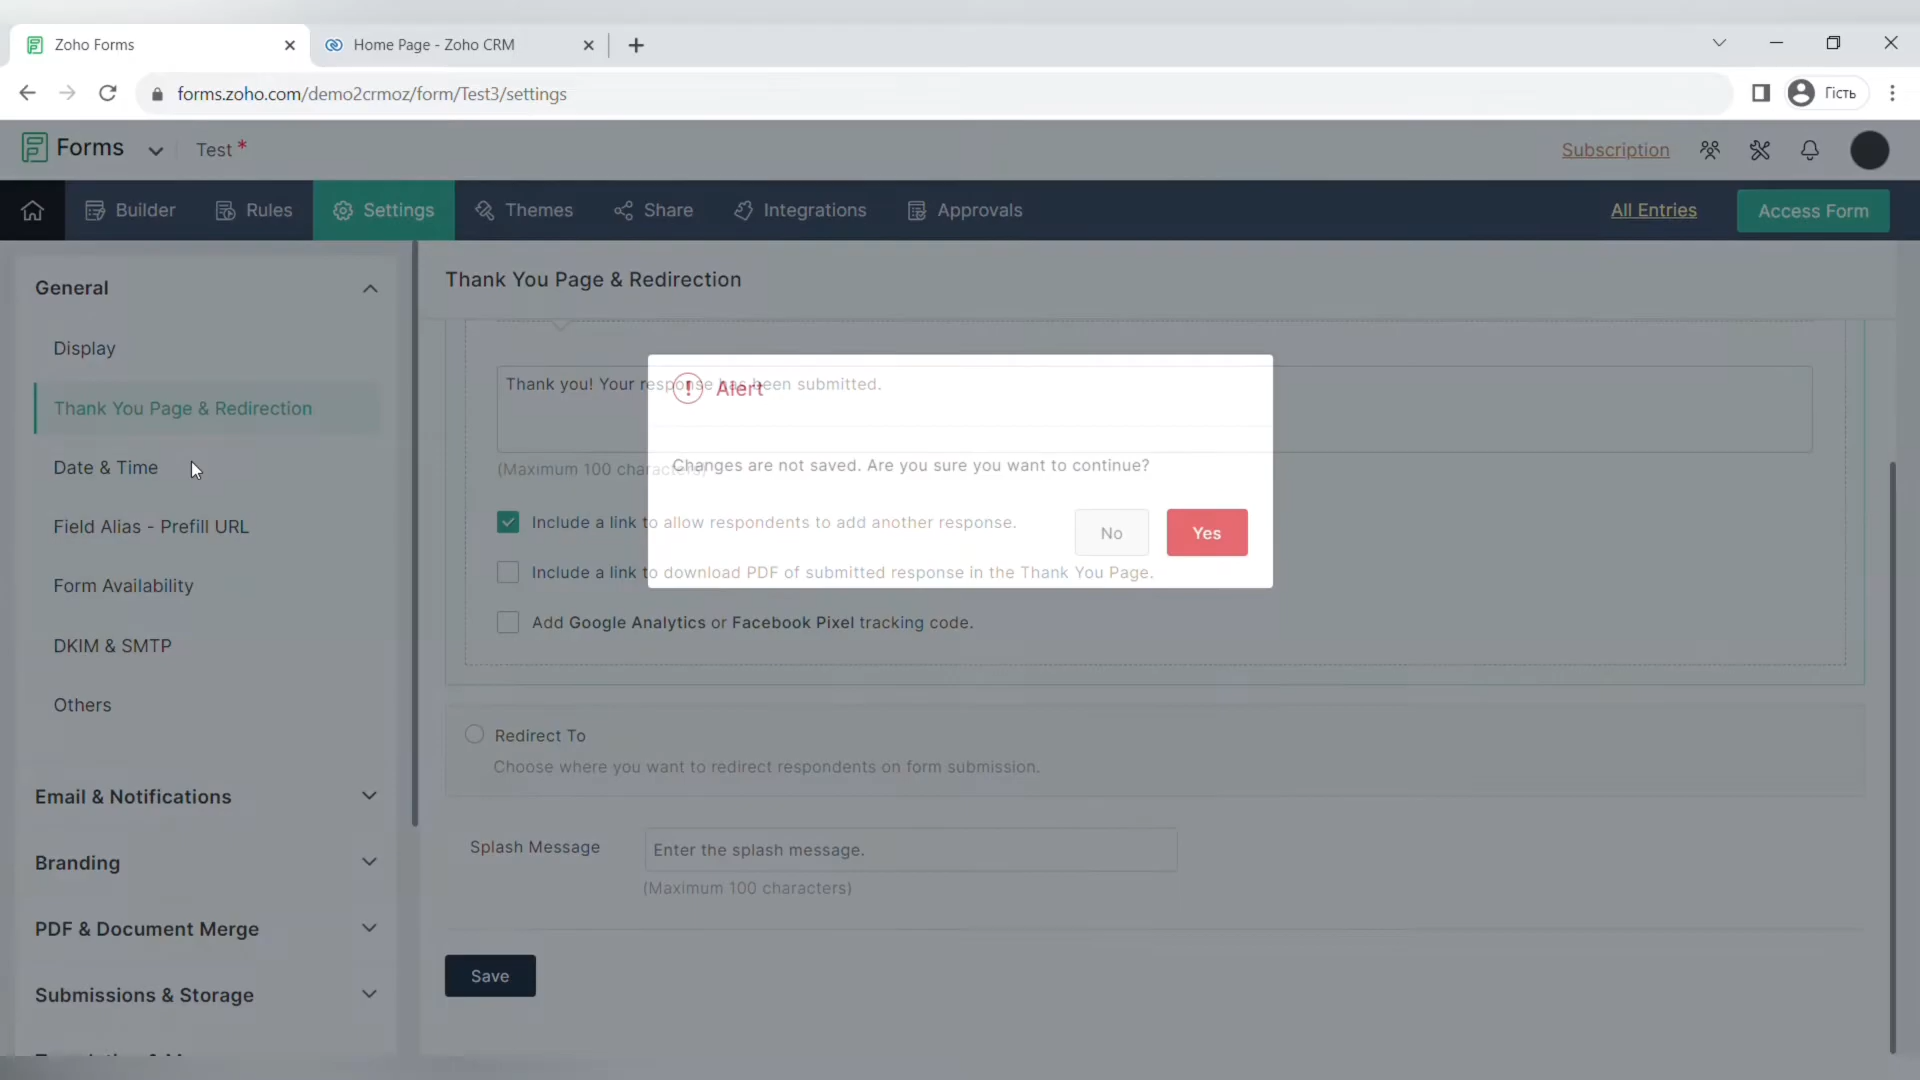 Zoho Forms
Home Page - Zoho CRM
forms.zoho.com/demo2crmoz/form/Test3/settings
Гість
Forms
Test *
Subscription
Builder
Rules
Settings
Themes
Integrations
Share
Approvals
All Entries
Access Form
General
Display
Thank You Page & Redirection
Date & Time
Field Alias - Prefill URL
Form Availability
DKIM & SMTP
Others
Email & Notifications
Branding
PDF & Document Merge
Submissions & Storage
Thank You Page & Redirection
Thank you! Your response has been submitted.
(Maximum 100 characters)
Include a link to allow respondents to add another response.
Include a link to download PDF of submitted response in the Thank You Page.
Add Google Analytics or Facebook Pixel tracking code.
Alert
Changes are not saved. Are you sure you want to continue?
No
Yes
Redirect To
Choose where you want to redirect respondents on form submission.
Splash Message
Enter the splash message.
(Maximum 100 characters)
Save